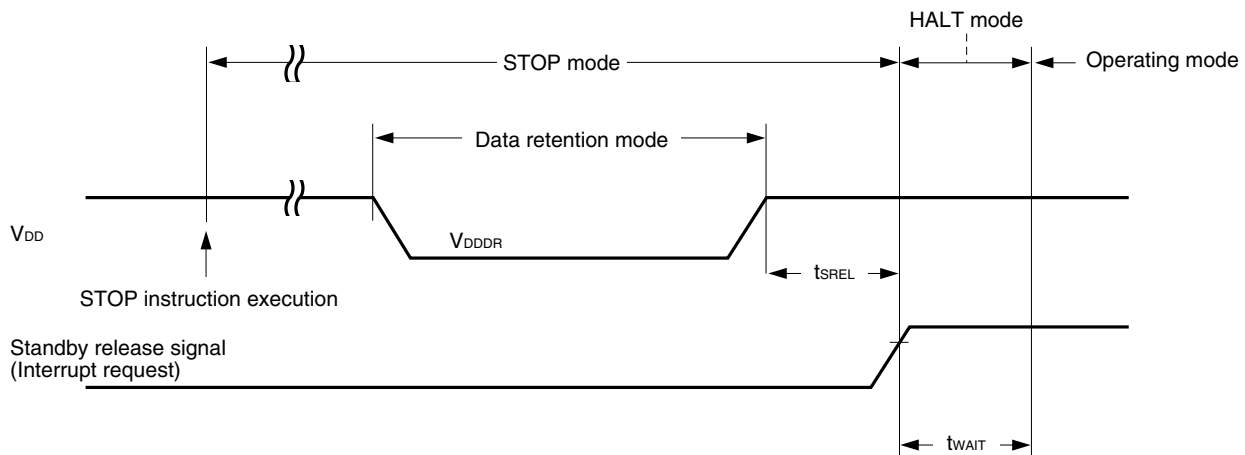 HALT mode
STOP mode
Operating mode
Data retention mode
VDD
VDDDR
tSREL
STOP instruction execution
Standby release signal
(Interrupt request)
tWAIT